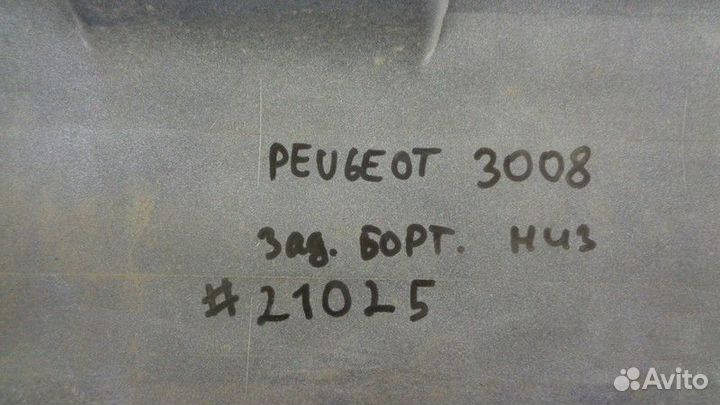 PEUGEOT 3008
зад. БОРТ. низ
#21025
Avito